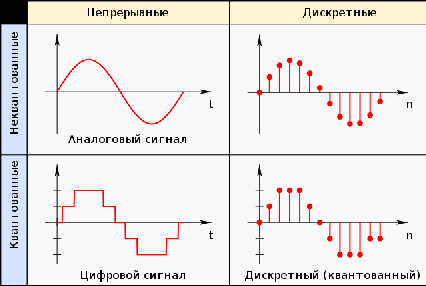 Непрерывные
Дискретные
Неквантованные
t
n
Аналоговый сигнал
Квантованные
t
n
Цифровой сигнал
Дискретный (квантованный)